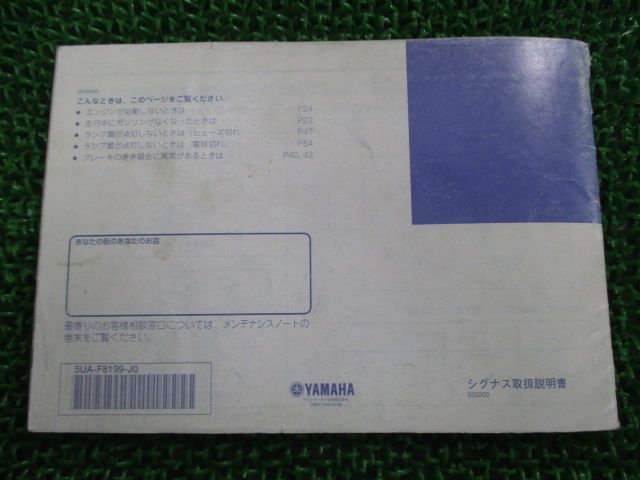 こんなときは、このページをご覧ください。
● エンジンが始動しないときは P24
● 走行中にガソリンがなくなったときは P22
● ランプ類が点灯しないときは（ヒューズ切れ） P47
● ランプ類が点灯しないときは（電球切れ） P54
● ブレーキのきき具合に異常があるときは P40, 42
あなたの街のあなたのお店
最寄りのお客様相談窓口については、メンテナンスノートの
巻末をご覧ください。
5UA-F8199-J0
YAMAHA
シグナス取扱説明書
030200